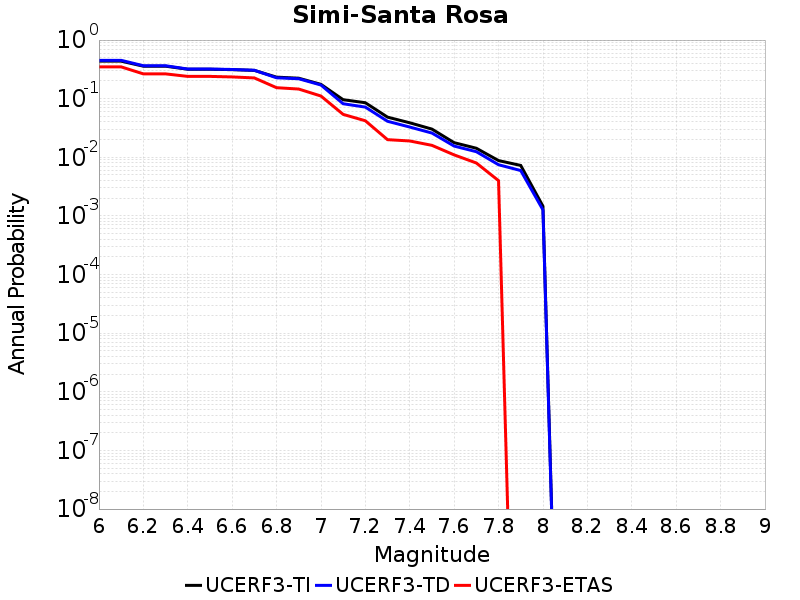 Simi-Santa Rosa
Annual Probability
10^0
10^-1
10^-2
10^-3
10^-4
10^-5
10^-6
10^-7
10^-8
6 6.2 6.4 6.6 6.8 7 7.2 7.4 7.6 7.8 8 8.2 8.4 8.6 8.8 9
Magnitude
UCERF3-TI UCERF3-TD UCERF3-ETAS